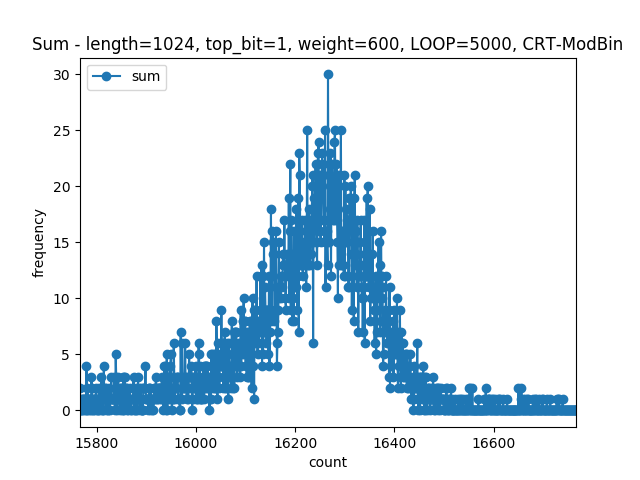 Sum - length=1024, top_bit=1, weight=600, LOOP=5000, CRT-ModBin
sum
30
25
20
15
10
5
0
frequency
15800 16000 16200 16400 16600
count